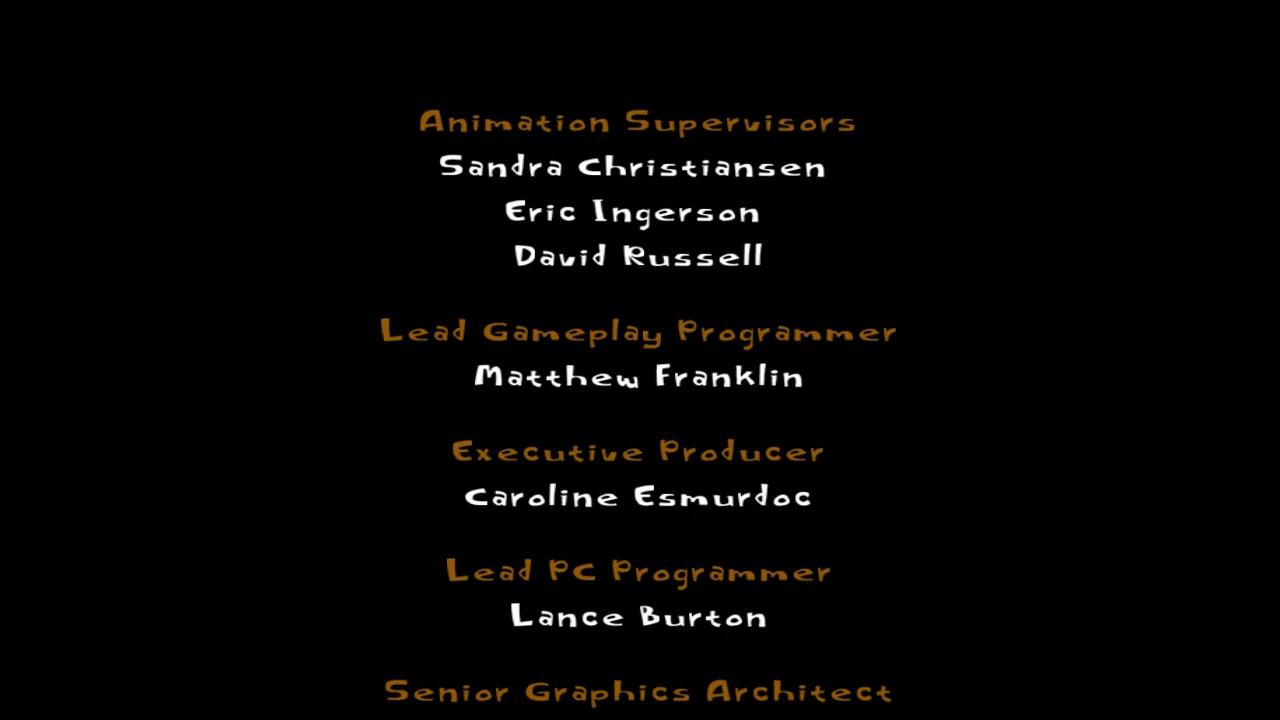 Animation Supervisors
Sandra Christiansen
Eric Ingerson
David Russell
Lead Gameplay Programmer
Matthew Franklin
Executive Producer
Caroline Esmurdoc
Lead PC Programmer
Lance Burton
Senior Graphics Architect